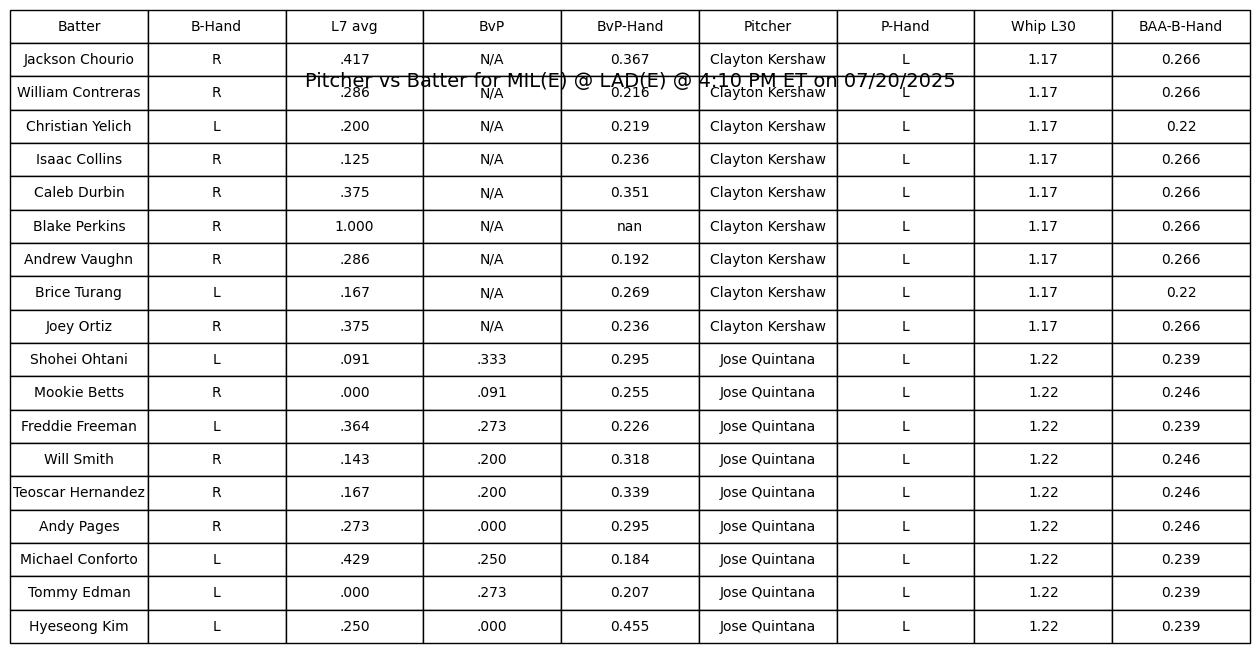 Batter B-Hand L7 avg BvP BvP-Hand Pitcher P-Hand Whip L30 BAA-B-Hand
Jackson Chourio R .417 N/A 0.367 Clayton Kershaw L 1.17 0.266
Pitcher vs Batter for MIL(E) @ LAD(E) @ 4:10 PM ET on 07/20/2025
William Contreras R .286 N/A 0.216 Clayton Kershaw L 1.17 0.266
Christian Yelich L .200 N/A 0.219 Clayton Kershaw L 1.17 0.22
Isaac Collins R .125 N/A 0.236 Clayton Kershaw L 1.17 0.266
Caleb Durbin R .375 N/A 0.351 Clayton Kershaw L 1.17 0.266
Blake Perkins R 1.000 N/A nan Clayton Kershaw L 1.17 0.266
Andrew Vaughn R .286 N/A 0.192 Clayton Kershaw L 1.17 0.266
Brice Turang L .167 N/A 0.269 Clayton Kershaw L 1.17 0.22
Joey Ortiz R .375 N/A 0.236 Clayton Kershaw L 1.17 0.266
Shohei Ohtani L .091 .333 0.295 Jose Quintana L 1.22 0.239
Mookie Betts R .000 .091 0.255 Jose Quintana L 1.22 0.246
Freddie Freeman L .364 .273 0.226 Jose Quintana L 1.22 0.239
Will Smith R .143 .200 0.318 Jose Quintana L 1.22 0.246
Teoscar Hernandez R .167 .200 0.339 Jose Quintana L 1.22 0.246
Andy Pages R .273 .000 0.295 Jose Quintana L 1.22 0.246
Michael Conforto L .429 .250 0.184 Jose Quintana L 1.22 0.239
Tommy Edman L .000 .273 0.207 Jose Quintana L 1.22 0.239
Hyeseong Kim L .250 .000 0.455 Jose Quintana L 1.22 0.239